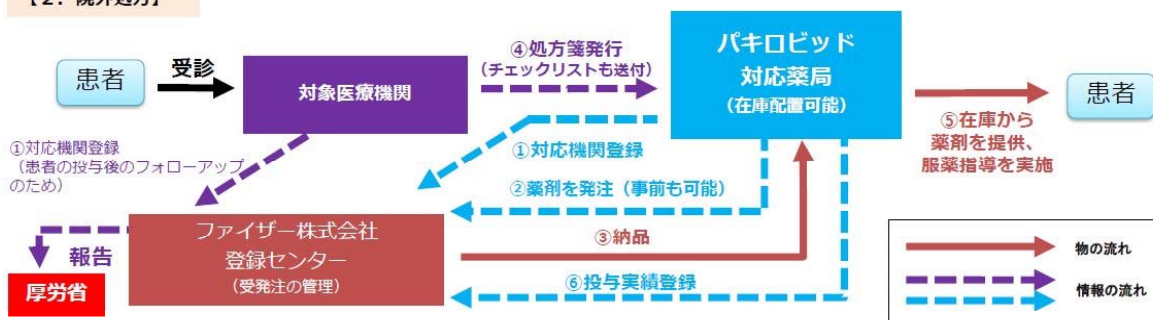 【２．院外処方】
患者
受診
対象医療機関
④処方箋発行
（チェックリストも送付）
パキロビッド
対応薬局
（在庫配置可能）
患者
⑤在庫から
薬剤を提供、
服薬指導を実施
①対応機関登録
（患者の投与後のフォローアップ
のため）
①対応機関登録
②薬剤を発注（事前も可能）
ファイザー株式会社
登録センター
（受発注の管理）
③納品
⑥投与実績登録
報告
厚労省
物の流れ
情報の流れ